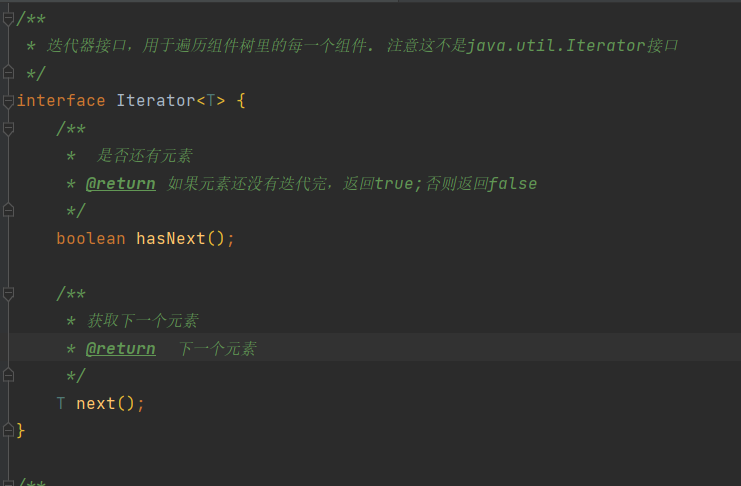 /**
 * 迭代器接口，用于遍历组件树里的每一个组件. 注意这不是java.util.Iterator接口
 */
interface Iterator<T> {
    /**
     *  是否还有元素
     * @return 如果元素还没有迭代完，返回true;否则返回false
     */
    boolean hasNext();

    /**
     * 获取下一个元素
     * @return  下一个元素
     */
    T next();
}

/**